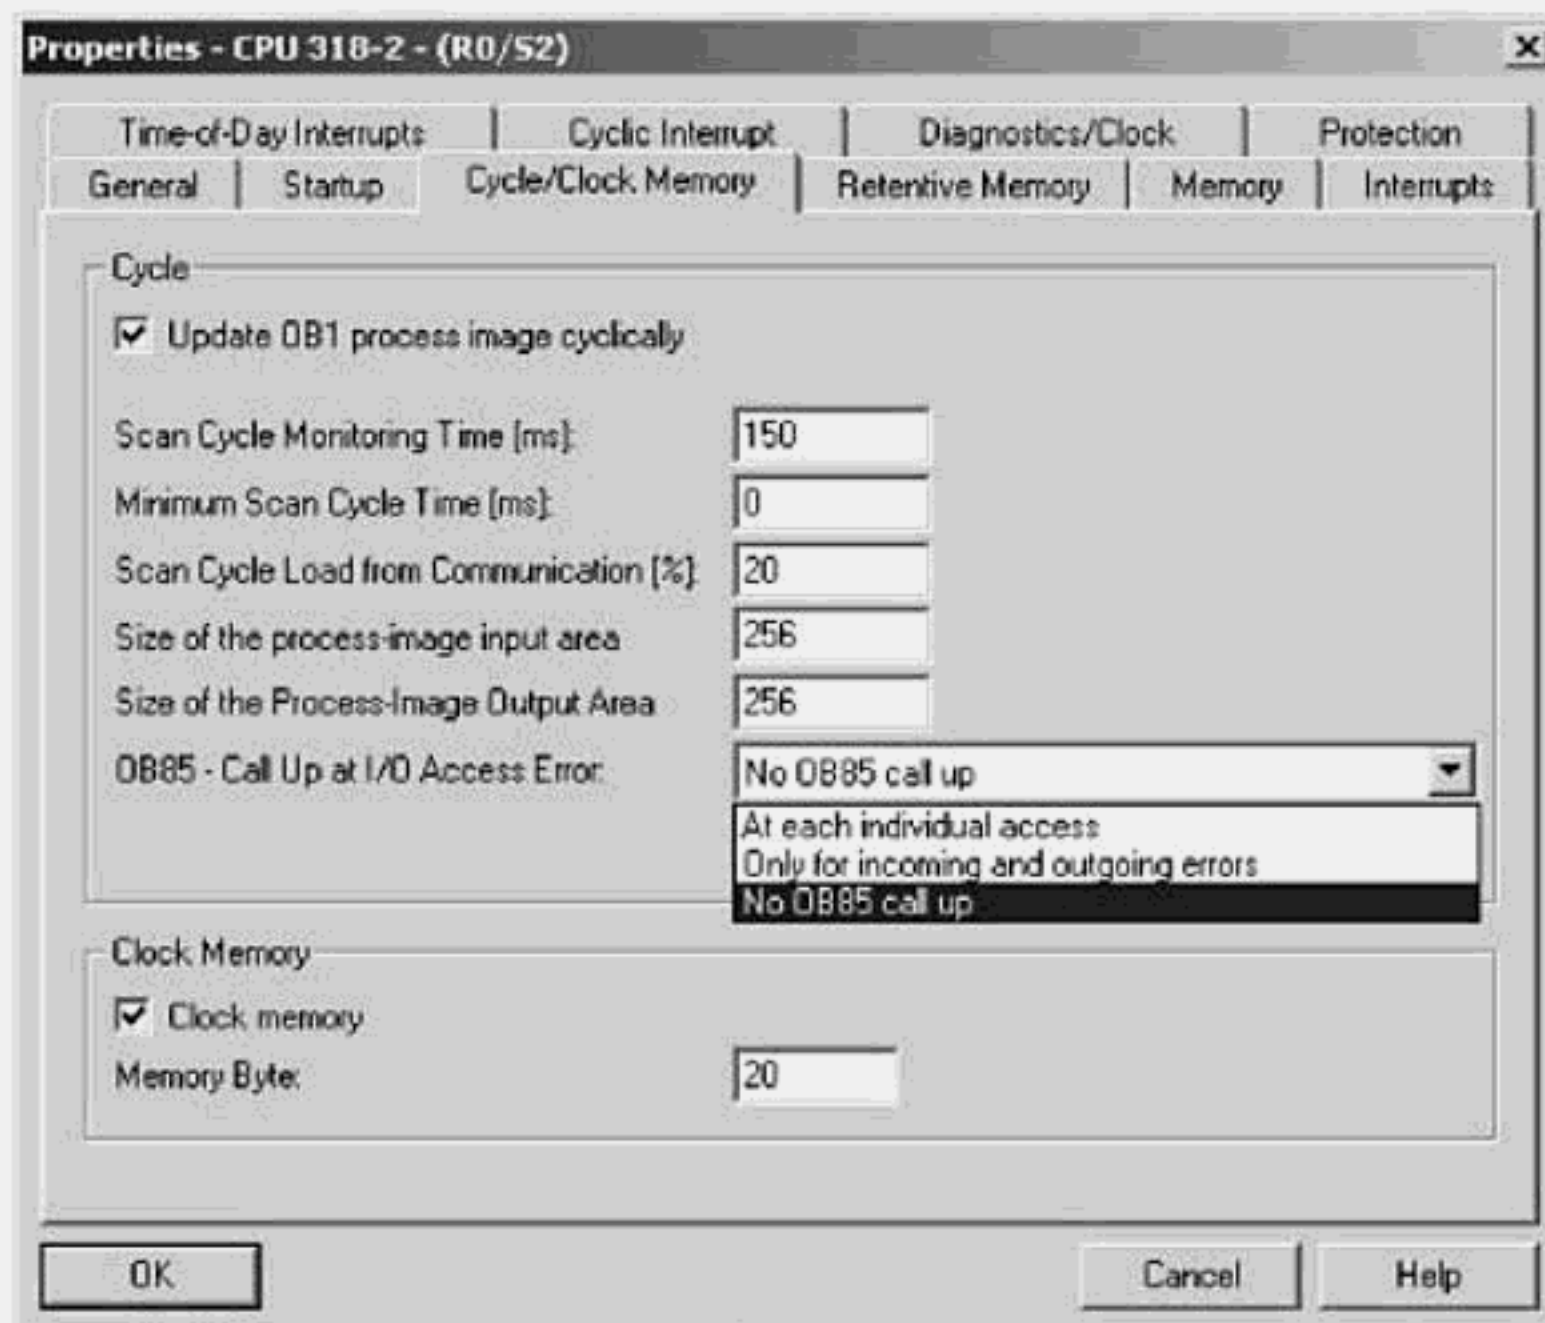 Properties - CPU 318-2 - (R0/S2)
Time-of-Day Interrupts Cyclic Interrupt Diagnostics/Clock Protection
General Startup Cycle/Clock Memory Retentive Memory Memory Interrupts
Cycle
Update OB1 process image cyclically
Scan Cycle Monitoring Time [ms]: 150
Minimum Scan Cycle Time [ms]: 0
Scan Cycle Load from Communication [%]: 20
Size of the process-image input area 256
Size of the Process-Image Output Area 256
OB85 - Call Up at I/O Access Error: No OB85 call up
At each individual access
Only for incoming and outgoing errors
No OB85 call up
Clock Memory
Clock memory
Memory Byte: 20
OK Cancel Help